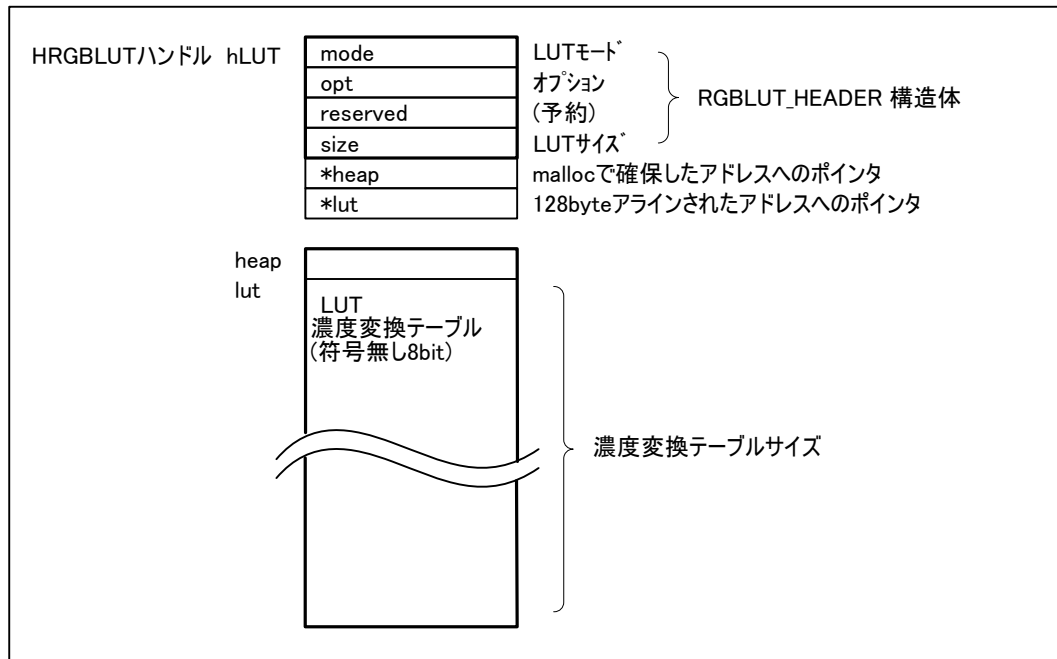 HRGBLUTハンドル hLUT
mode LUTモード
opt オプション
reserved (予約)
size LUTサイズ
RGBLUT_HEADER 構造体
*heap mallocで確保したアドレスへのポインタ
*lut 128byteアラインされたアドレスへのポインタ
heap
lut
LUT
濃度変換テーブル
(符号無し8bit)
濃度変換テーブルサイズ